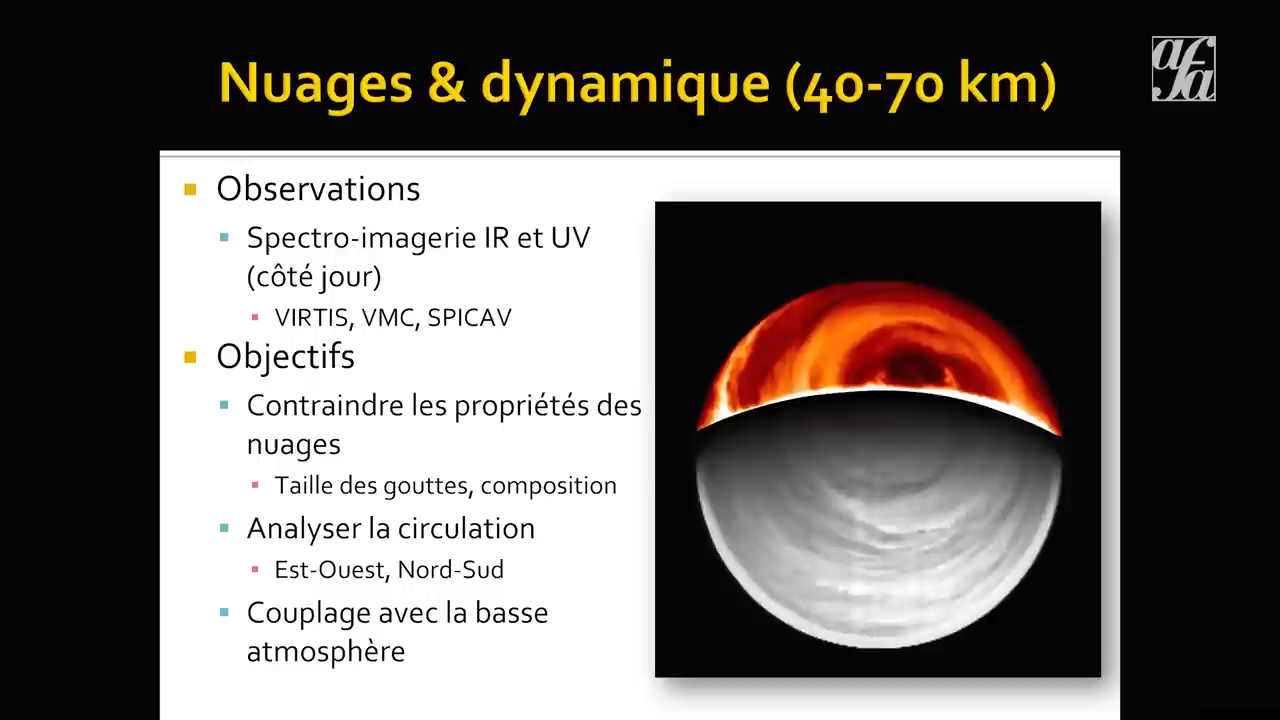 Nuages & dynamique (40-70 km)
afa
Observations
Spectro-imagerie IR et UV
(côté jour)
VIRTIS, VMC, SPICAV
Objectifs
Contraindre les propriétés des
nuages
Taille des gouttes, composition
Analyser la circulation
Est-Ouest, Nord-Sud
Couplage avec la basse
atmosphère